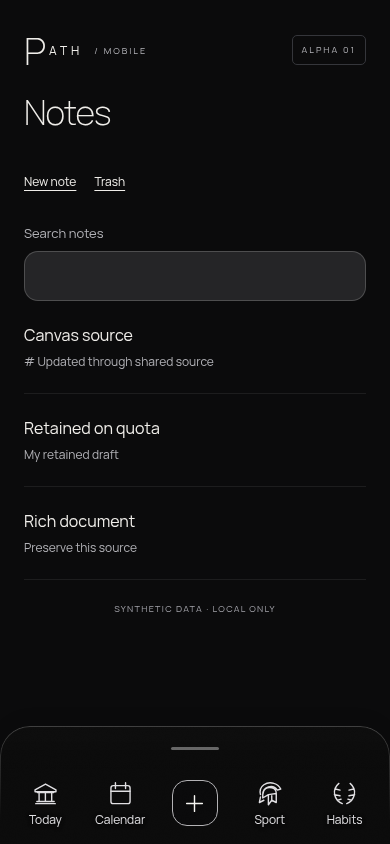 PATH / MOBILE ALPHA 01
Notes
New note Trash
Search notes
Canvas source
# Updated through shared source
Retained on quota
My retained draft
Rich document
Preserve this source
SYNTHETIC DATA · LOCAL ONLY
Today Calendar Sport Habits